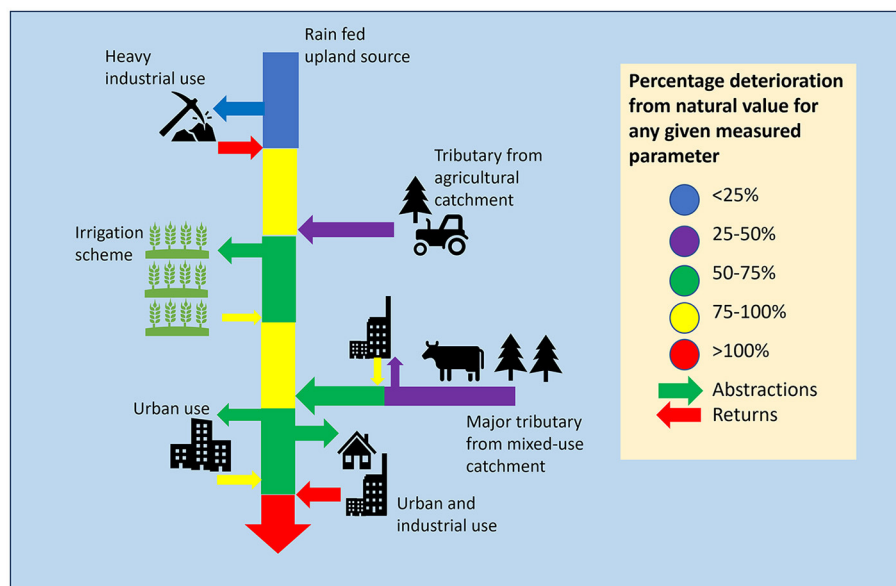 Rain fed
upland source
Heavy
industrial use
Tributary from
agricultural
catchment
Irrigation
scheme
Urban use
Major tributary
from mixed-use
catchment
Urban and
industrial use
Percentage deterioration
from natural value for
any given measured
parameter
<25%
25-50%
50-75%
75-100%
>100%
Abstractions
Returns